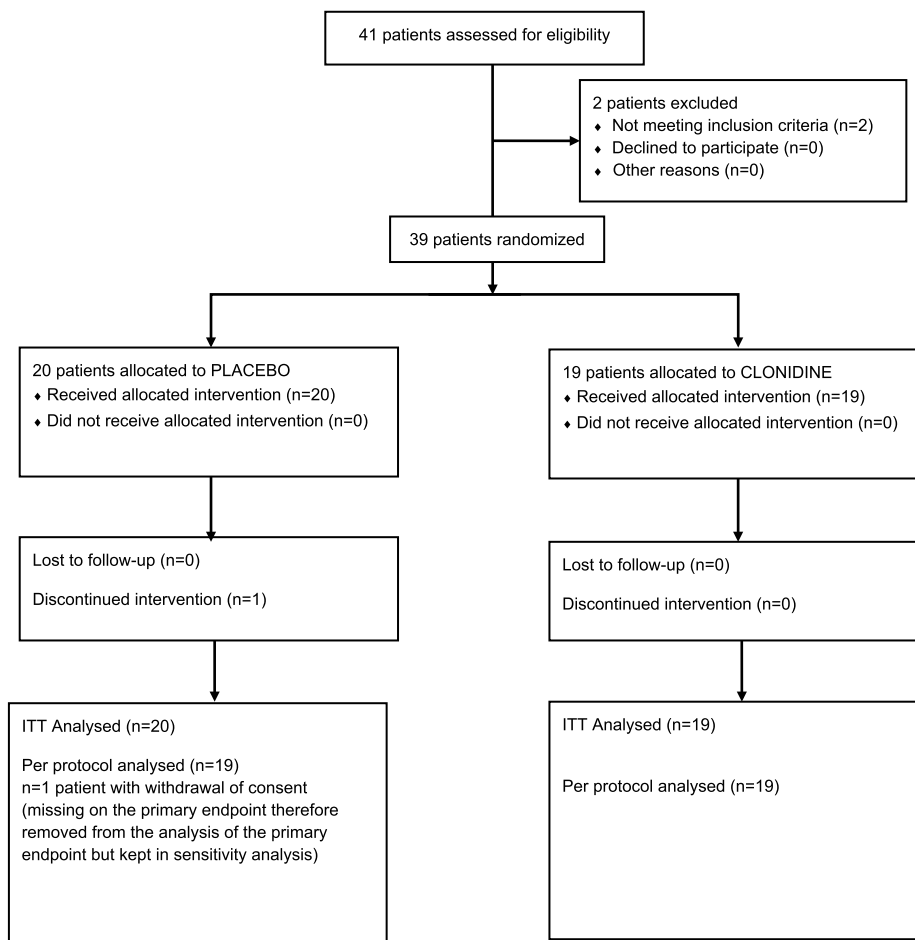 41 patients assessed for eligibility
2 patients excluded
♦ Not meeting inclusion criteria (n=2)
♦ Declined to participate (n=0)
♦ Other reasons (n=0)
39 patients randomized
20 patients allocated to PLACEBO
♦ Received allocated intervention (n=20)
♦ Did not receive allocated intervention (n=0)
19 patients allocated to CLONIDINE
♦ Received allocated intervention (n=19)
♦ Did not receive allocated intervention (n=0)
Lost to follow-up (n=0)
Discontinued intervention (n=1)
Lost to follow-up (n=0)
Discontinued intervention (n=0)
ITT Analysed (n=20)
Per protocol analysed (n=19)
n=1 patient with withdrawal of consent
(missing on the primary endpoint therefore
removed from the analysis of the primary
endpoint but kept in sensitivity analysis)
ITT Analysed (n=19)
Per protocol analysed (n=19)